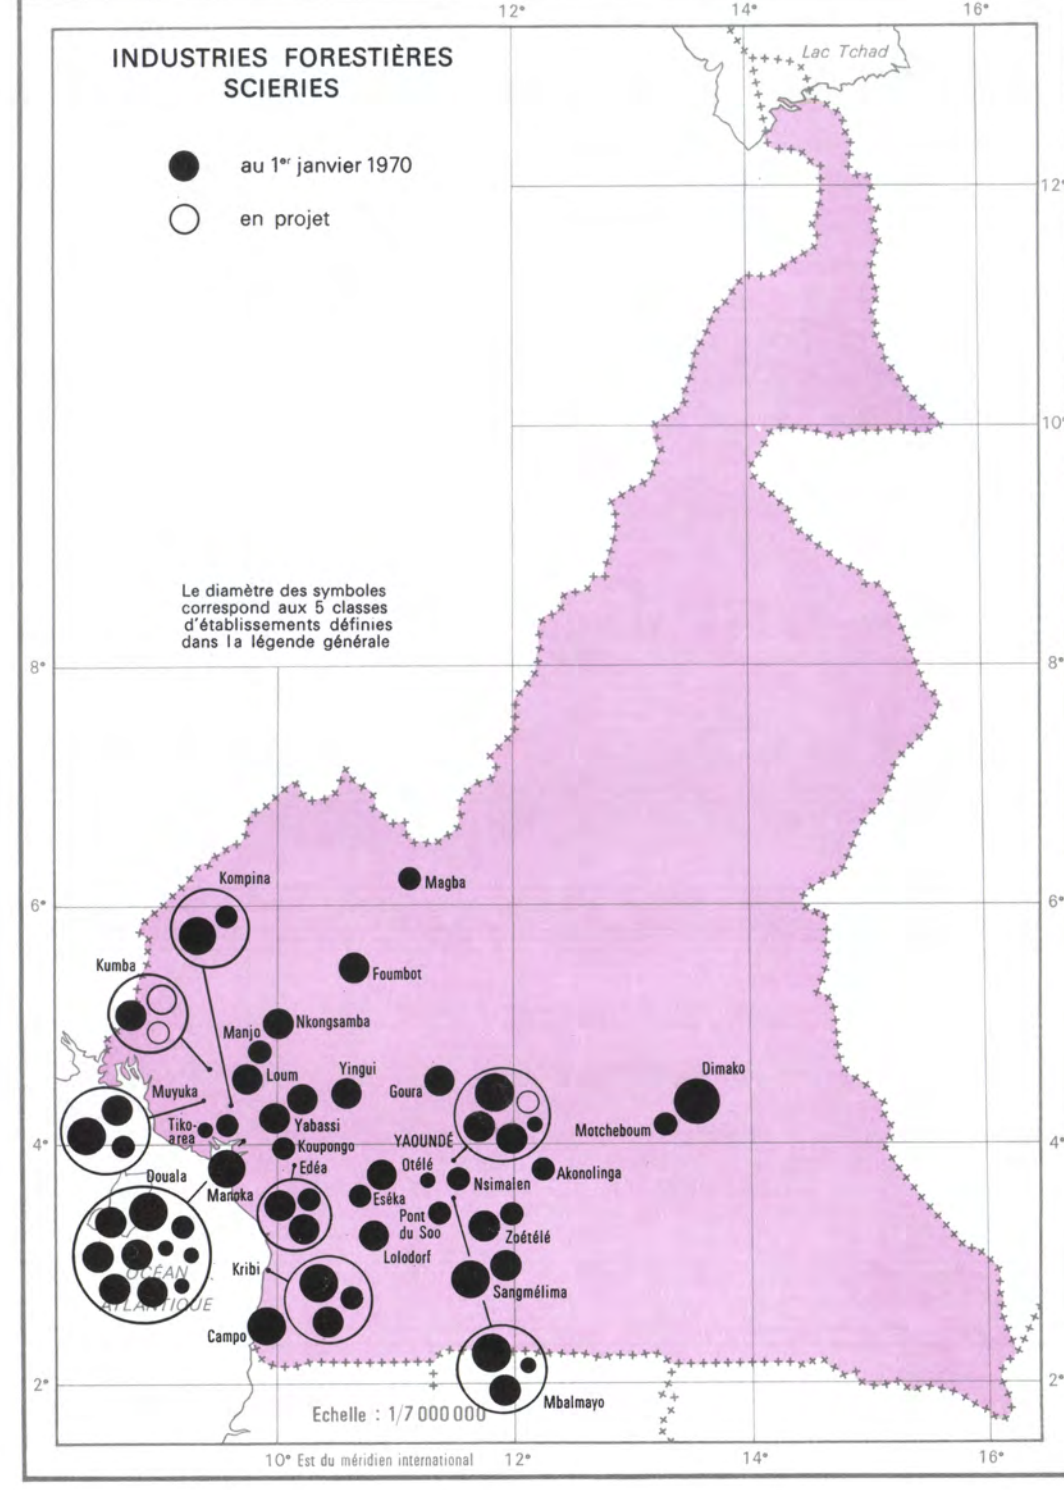 12°
14°
16°
INDUSTRIES FORESTIÈRES
SCIERIES
Lac Tchad
au 1er janvier 1970
en projet
12°
10°
Le diamètre des symboles
correspond aux 5 classes
d'établissements définies
dans la légende générale
8°
8°
Kompina
Magba
6°
6°
Kumba
Foumbot
Nkongsamba
Manjo
Loum
Yingui
Dimako
Goura
Muyuka
Tiko-
area
Yabassi
YAOUNDÉ
Motcheboum
4°
4°
Koupongo
Edéa
Otélé
Akonolinga
Douala
Manoka
Nsimalen
Eséka
Pont
du Soo
Zoétélé
Lolodorf
Kribi
OCÉAN
ATLANTIQUE
Sangmélima
Campo
2°
2°
Mbalmayo
Echelle : 1/7 000 000
10° Est du méridien international
12°
14°
16°